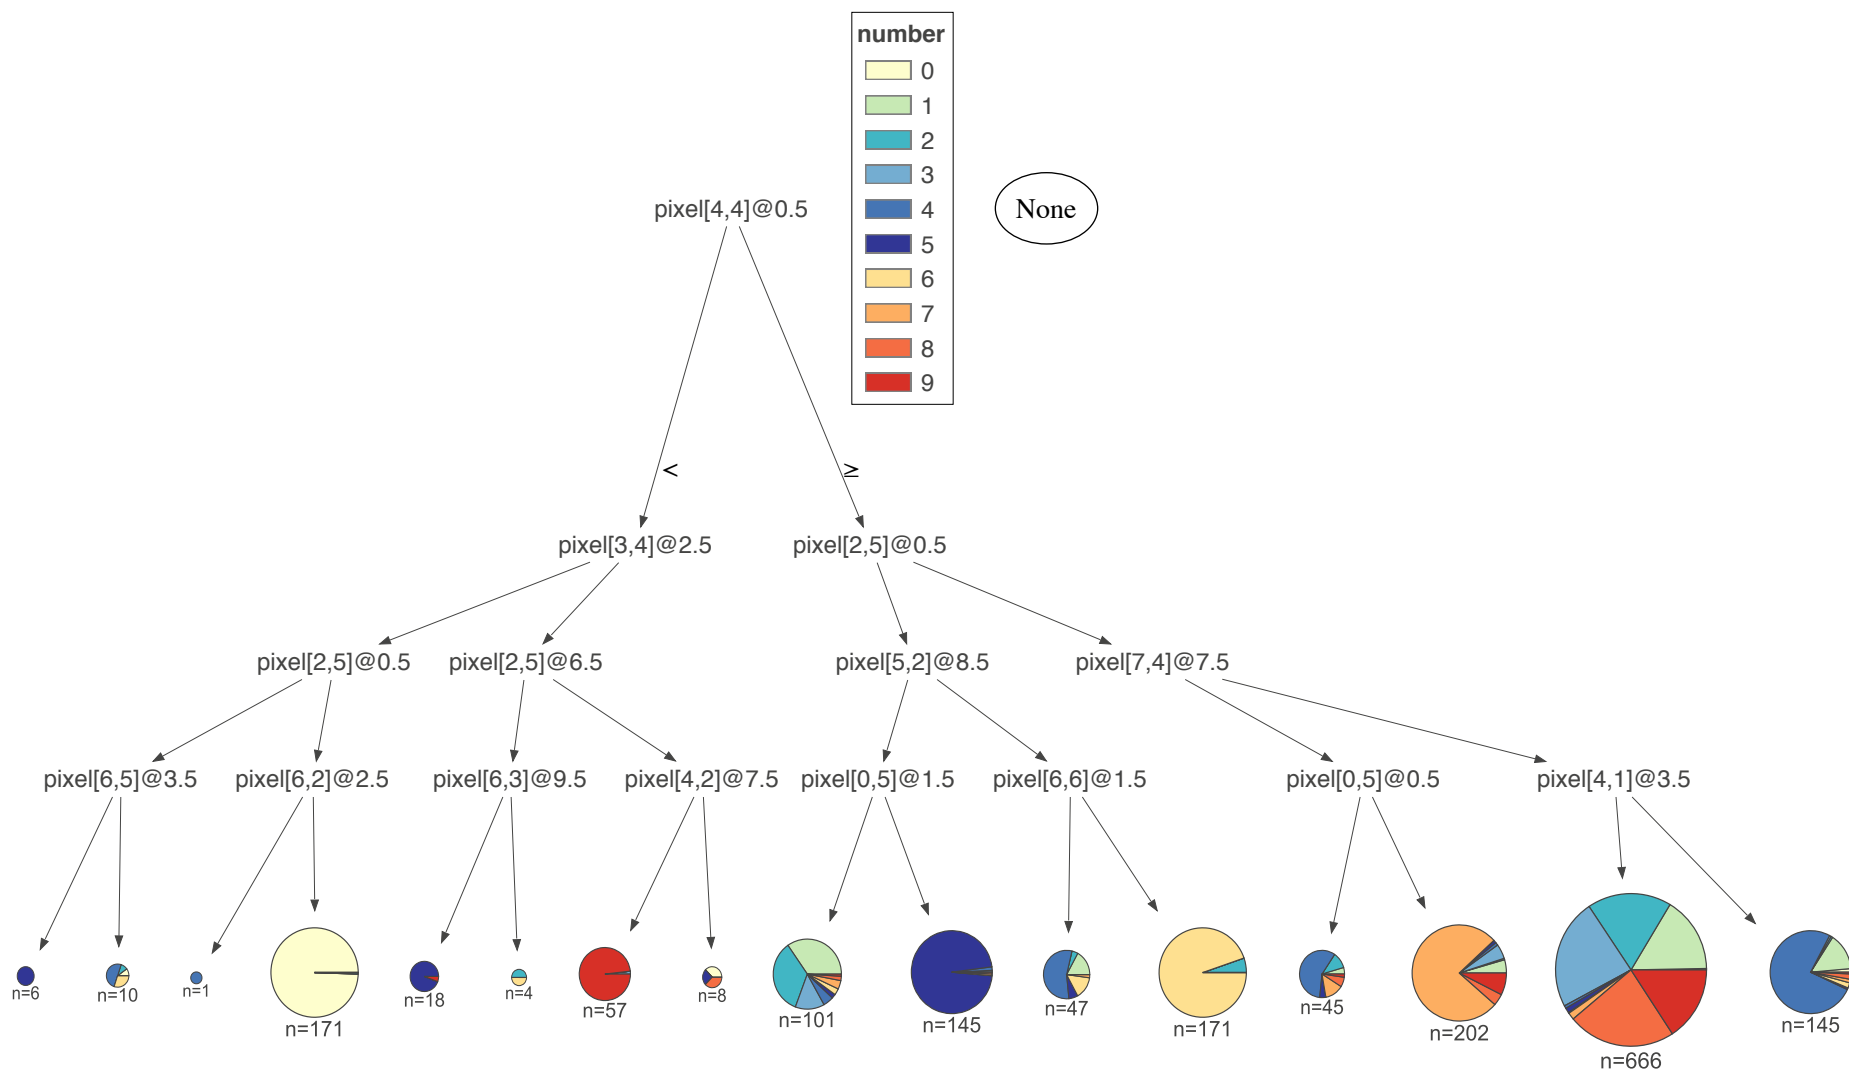 number
0
1
2
3
4
5
6
7
8
9
pixel[4,4]@0.5
None
<
≥
pixel[3,4]@2.5
pixel[2,5]@0.5
pixel[2,5]@0.5
pixel[2,5]@6.5
pixel[5,2]@8.5
pixel[7,4]@7.5
pixel[6,5]@3.5
pixel[6,2]@2.5
pixel[6,3]@9.5
pixel[4,2]@7.5
pixel[0,5]@1.5
pixel[6,6]@1.5
pixel[0,5]@0.5
pixel[4,1]@3.5
n=6
n=10
n=1
n=171
n=18
n=4
n=57
n=8
n=101
n=145
n=47
n=171
n=45
n=202
n=666
n=145